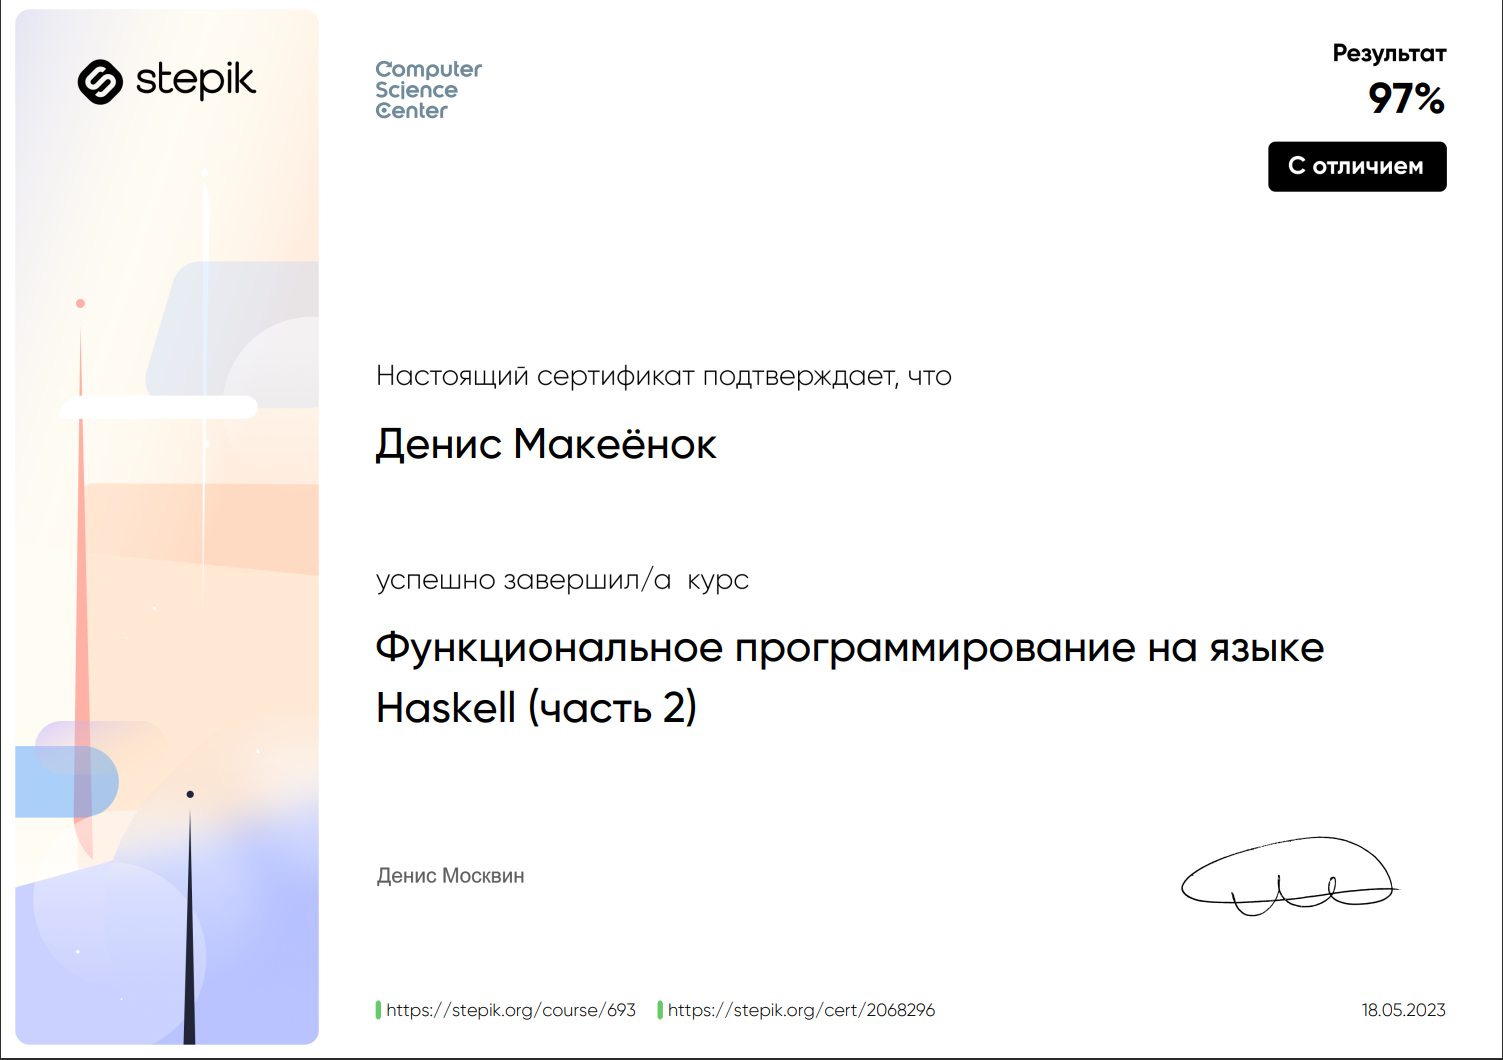 stepik
Computer
Science
Center
Результат
97%
С отличием
Настоящий сертификат подтверждает, что
Денис Макеёнок
успешно завершил/а курс
Функциональное программирование на языке
Haskell (часть 2)
Денис Москвин
https://stepik.org/course/693 https://stepik.org/cert/2068296 18.05.2023